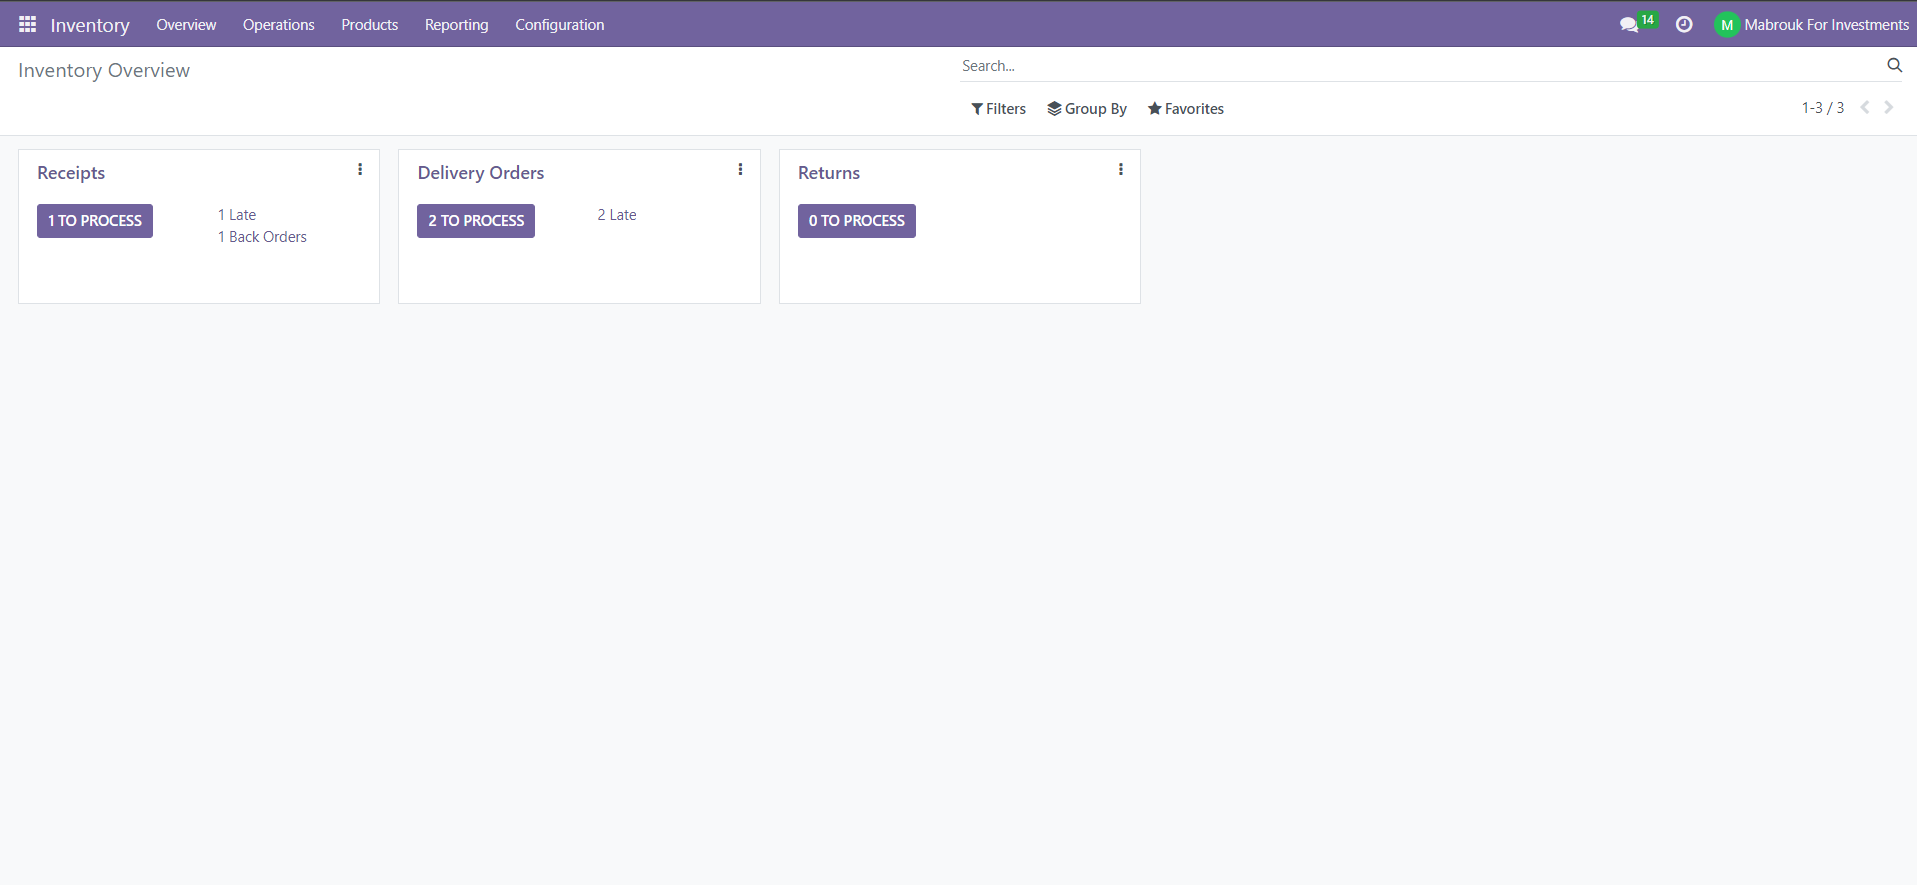 Inventory Overview Operations Products Reporting Configuration 14 M Mabrouk For Investments
Inventory Overview
Search...
Filters Group By Favorites 1-3 / 3
Receipts
1 TO PROCESS
1 Late
1 Back Orders
Delivery Orders
2 TO PROCESS
2 Late
Returns
0 TO PROCESS